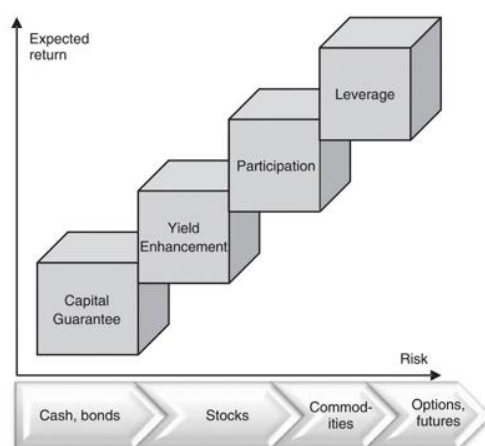 Expected
return
Leverage
Participation
Yield
Enhancement
Capital
Guarantee
Risk
Cash, bonds
Stocks
Commod-
ities
Options,
futures